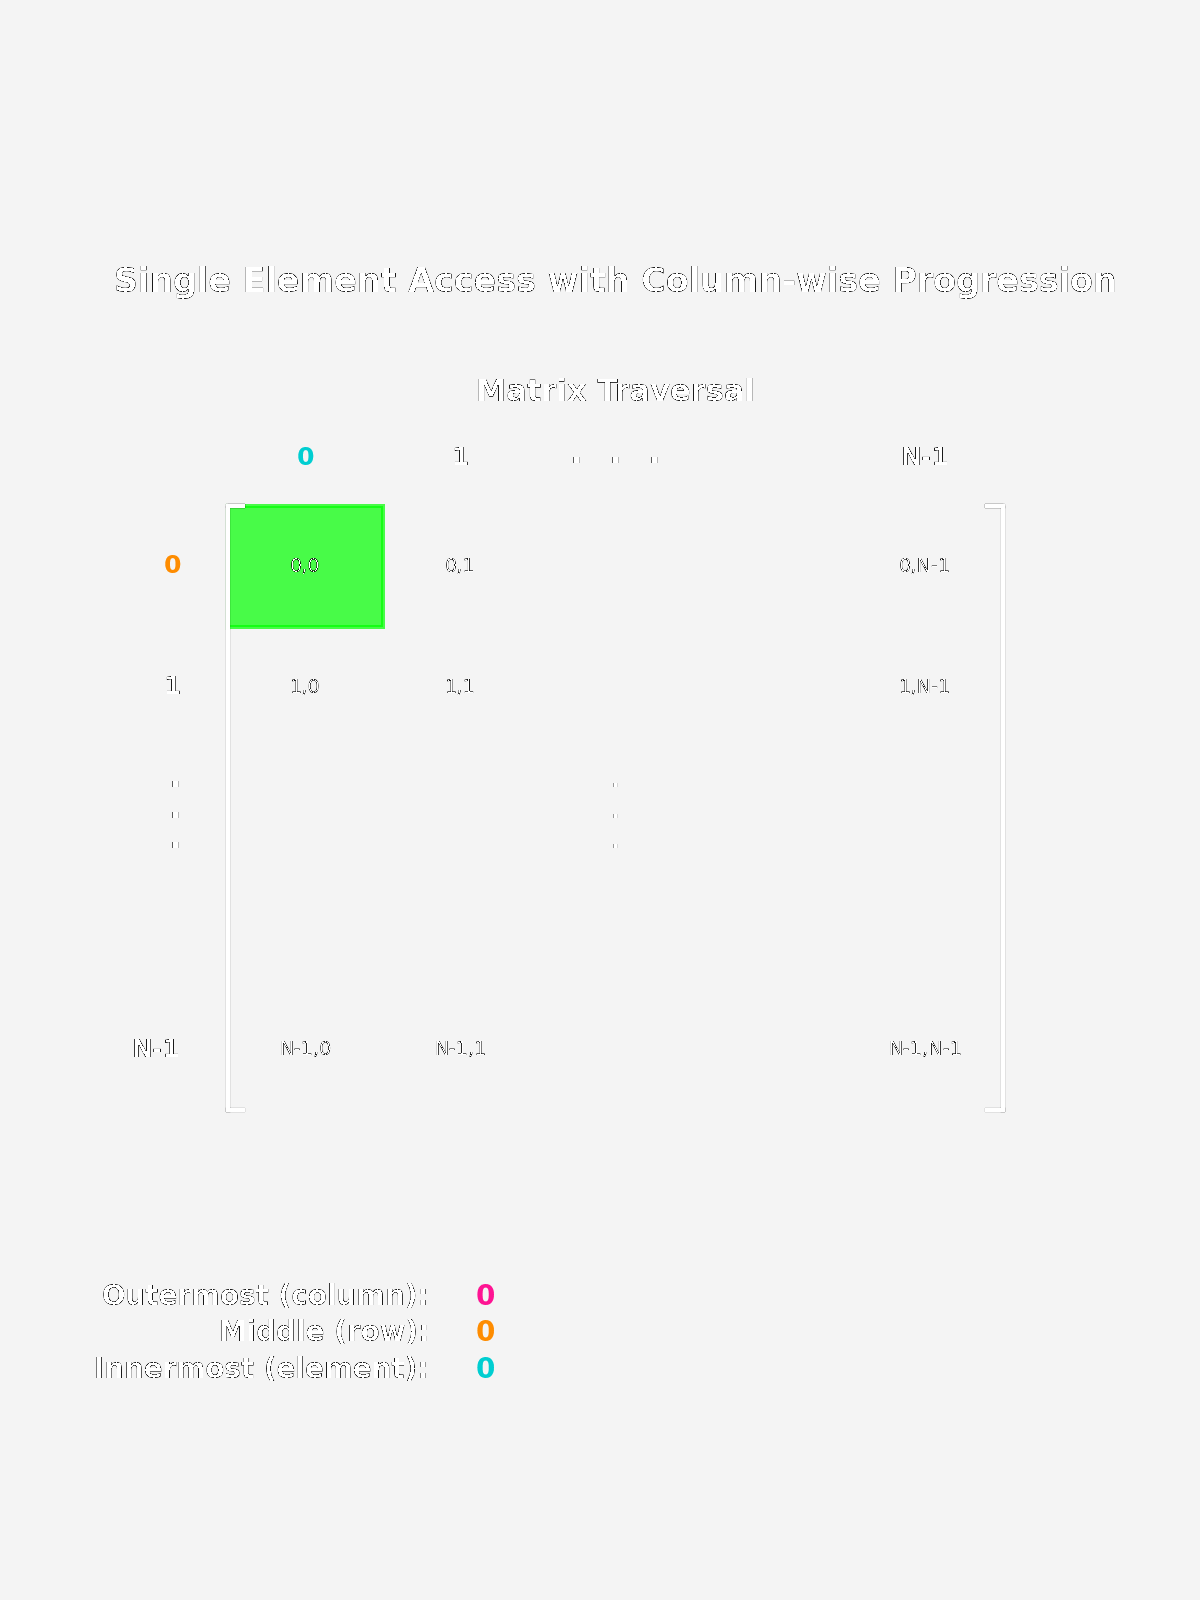 Single Element Access with Column-wise Progression
Matrix Traversal
0 1 . . . N-1
0 0,0 0,1 0,N-1
1 1,0 1,1 1,N-1
. .
. .
. .
N-1 N-1,0 N-1,1 N-1,N-1
Outermost (column): 0
Middle (row): 0
Innermost (element): 0